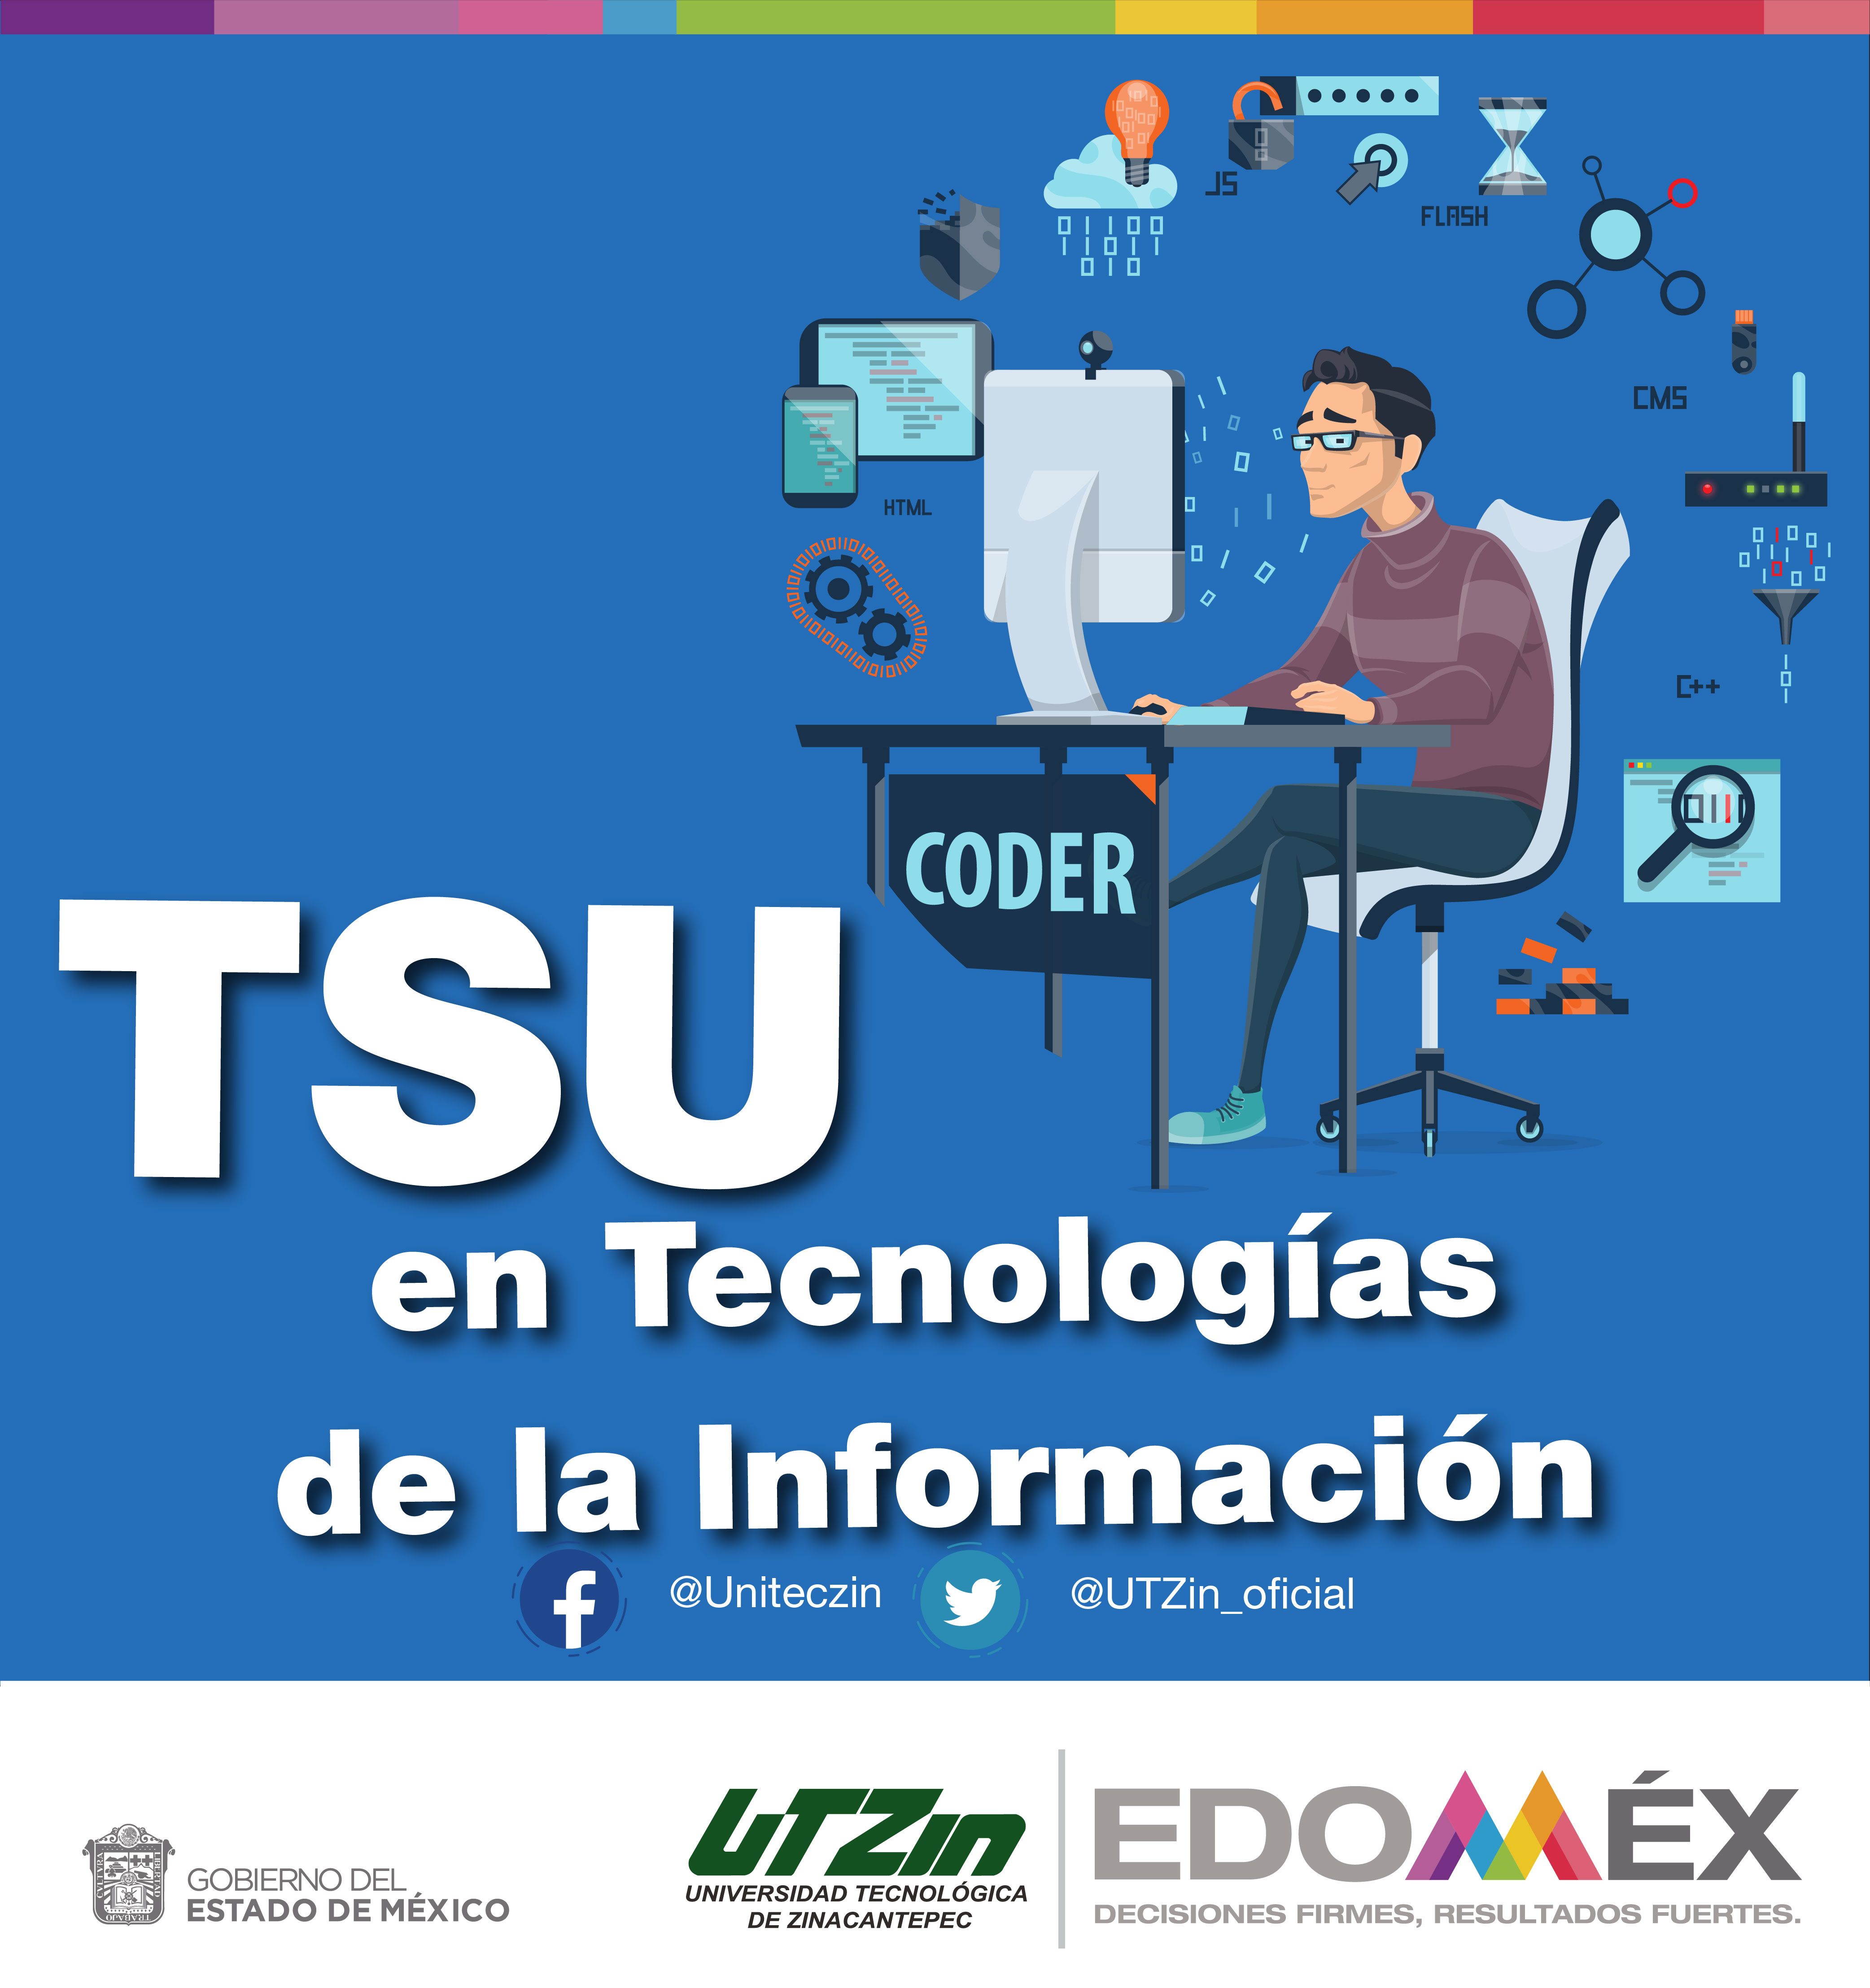 JS
FLASH
CMS
HTML
C++
CODER
TSU
en Tecnologías
de la Información
@Uniteczin
@UTZin_oficial
GOBIERNO DEL
ESTADO DE MÉXICO
UTZin
UNIVERSIDAD TECNOLÓGICA
DE ZINACANTEPEC
EDOMÉX
DECISIONES FIRMES, RESULTADOS FUERTES.